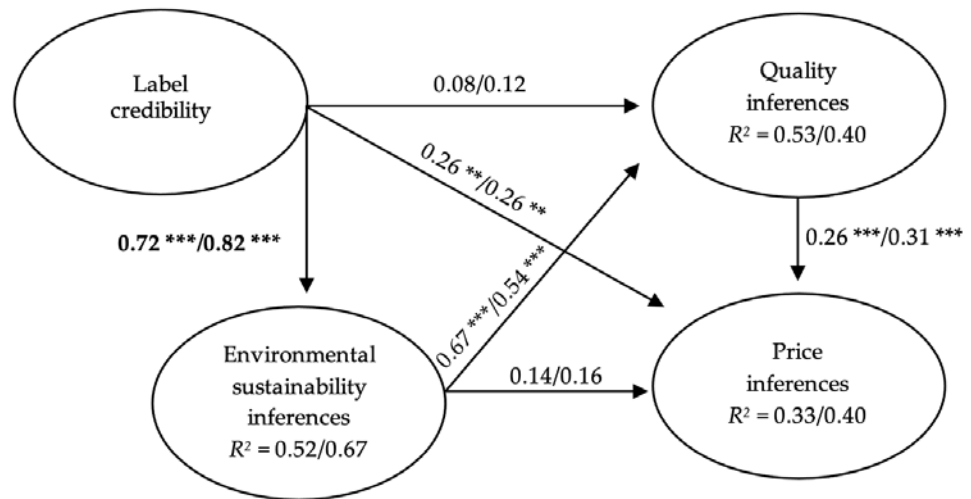 Label
credibility
0.08/0.12
Quality
inferences
R² = 0.53/0.40
0.26 **/0.26 **
0.72 ***/0.82 ***
0.67 ***/0.54 ***
0.26 ***/0.31 ***
Environmental
sustainability
inferences
R² = 0.52/0.67
0.14/0.16
Price
inferences
R² = 0.33/0.40